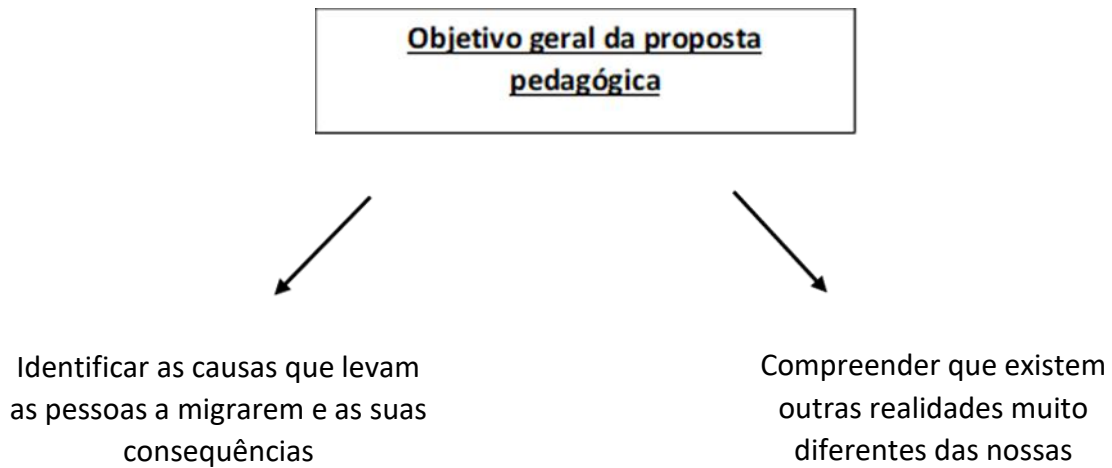 Objetivo geral da proposta
pedagógica
Identificar as causas que levam
as pessoas a migrarem e as suas
consequências
Compreender que existem
outras realidades muito
diferentes das nossas